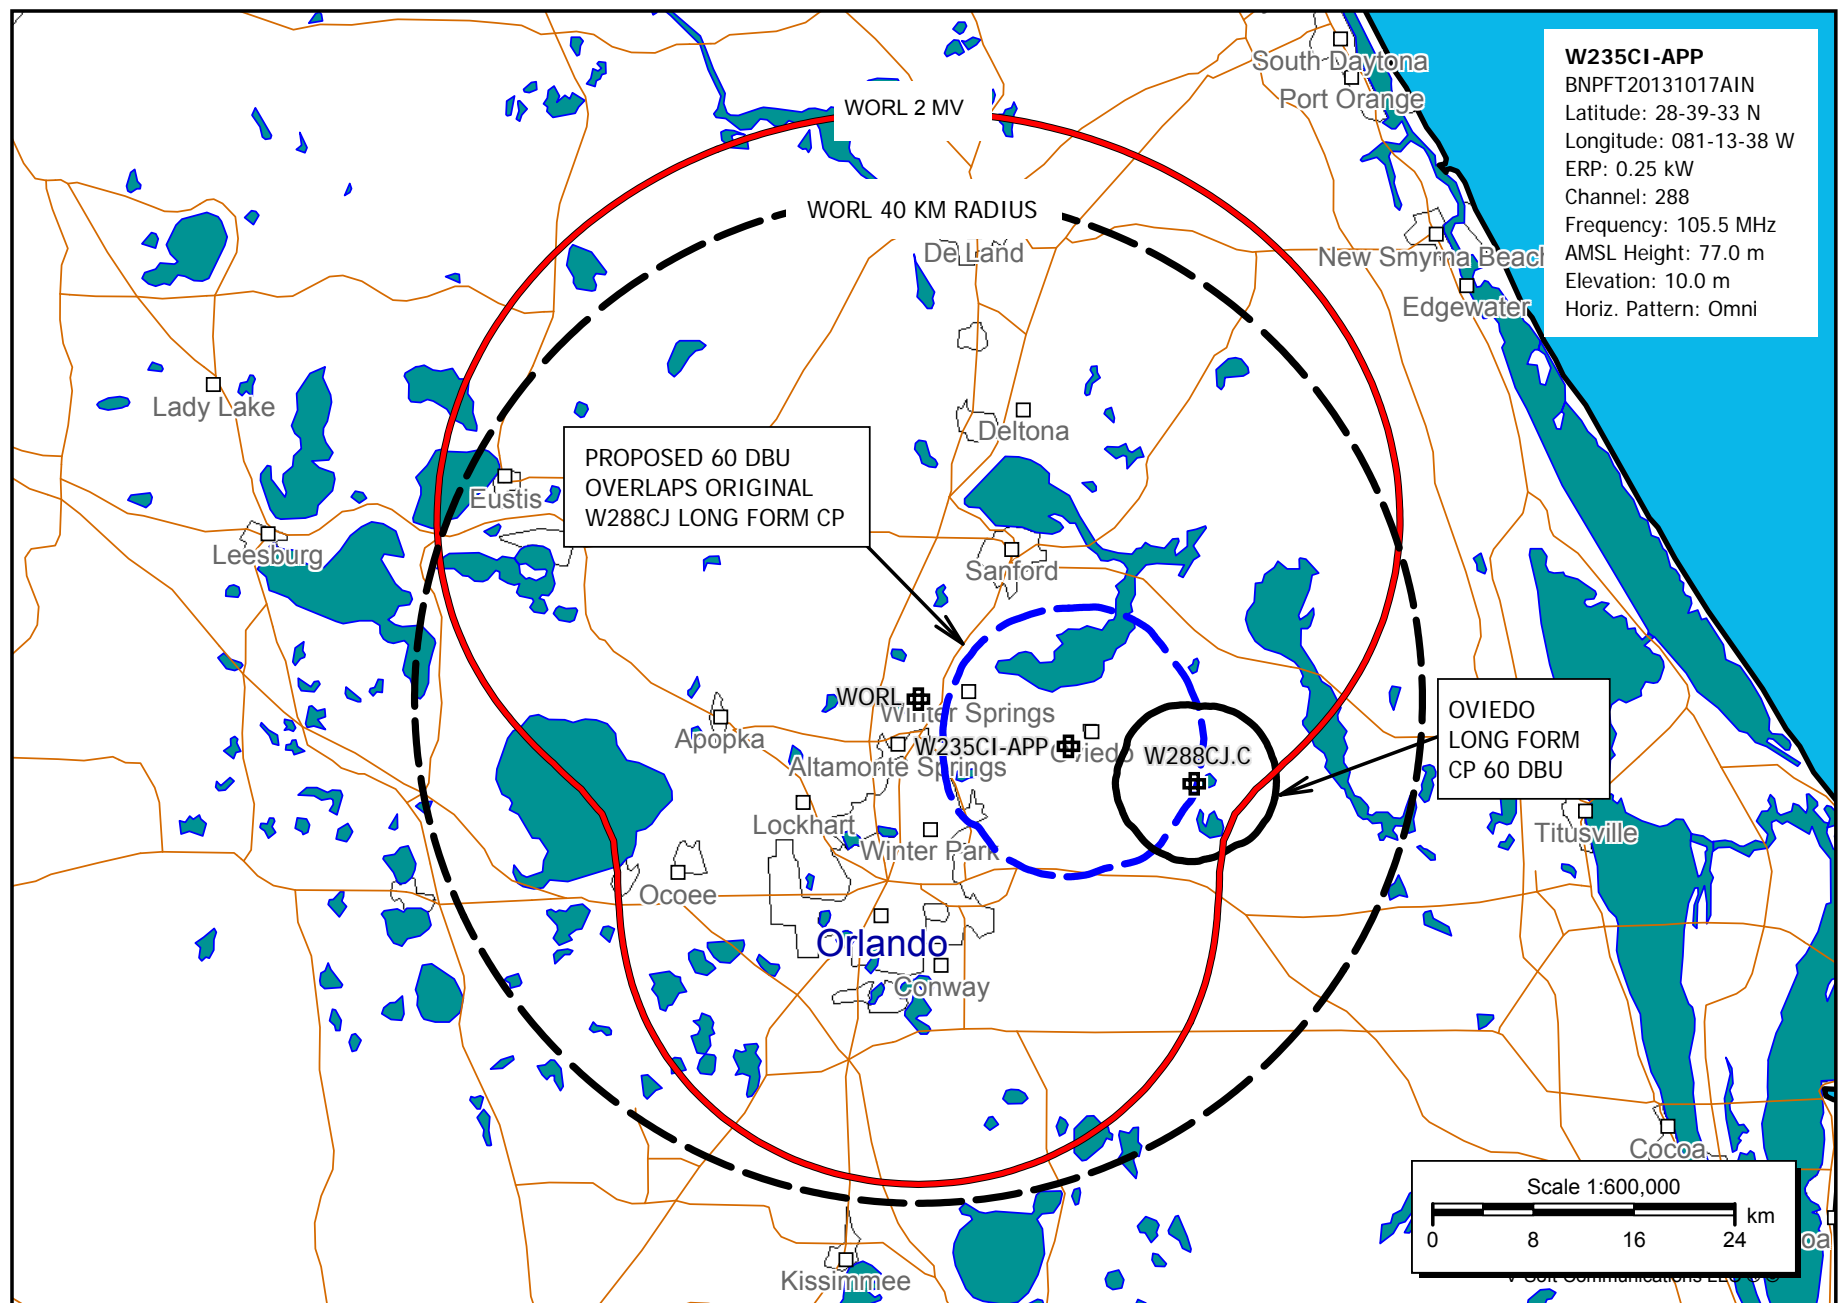 South Daytona
Port Orange
W235CI-APP
BNPFT20131017AIN
Latitude: 28-39-33 N
Longitude: 081-13-38 W
ERP: 0.25 kW
Channel: 288
Frequency: 105.5 MHz
AMSL Height: 77.0 m
Elevation: 10.0 m
Horiz. Pattern: Omni
WORL 2 MV
WORL 40 KM RADIUS
De Land
New Smyrna Beach
Edgewater
Lady Lake
Deltona
PROPOSED 60 DBU
OVERLAPS ORIGINAL
W288CJ LONG FORM CP
Eustis
Leesburg
Sanford
WORL
Winter Springs
Apopka
W235CI-APP
Oviedo
W288CJ.C
Altamonte Springs
OVIEDO
LONG FORM
CP 60 DBU
Lockhart
Winter Park
Titusville
Ocoee
Orlando
Conway
Cocoa
Kissimmee
Scale 1:600,000
km
0 8 16 24
oa
V-Soft Communications LLC